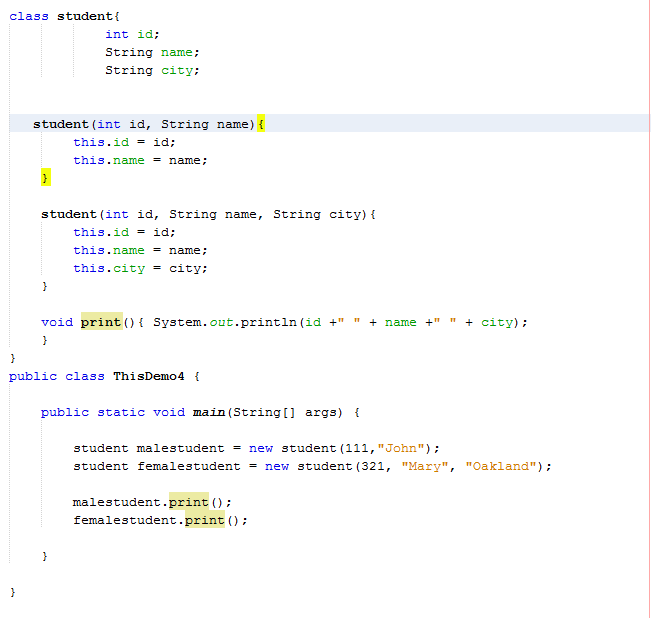 class student{
int id;
String name;
String city;
student(int id, String name){
this.id = id;
this.name = name;
}
student(int id, String name, String city){
this.id = id;
this.name = name;
this.city = city;
}
void print(){ System.out.println(id +" " + name +" " + city);
}
}
public class ThisDemo4 {
public static void main(String[] args) {
student malestudent = new student(111,"John");
student femalestudent = new student(321, "Mary", "Oakland");
malestudent.print();
femalestudent.print();
}
}